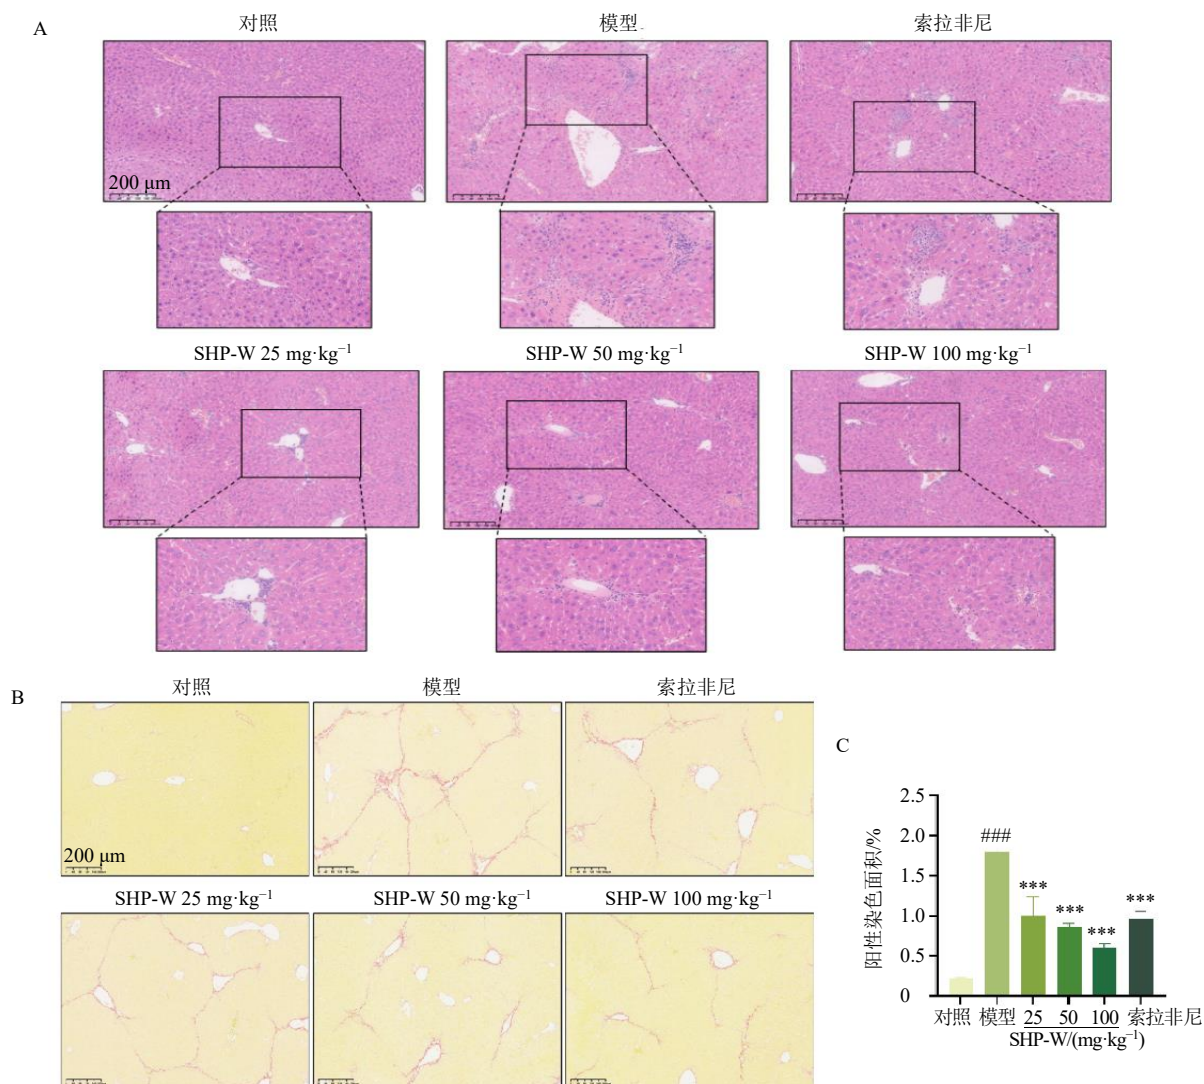 A
对照 模型 索拉非尼
200 μm
SHP-W 25 mg·kg⁻¹ SHP-W 50 mg·kg⁻¹ SHP-W 100 mg·kg⁻¹
B
对照 模型 索拉非尼
200 μm
SHP-W 25 mg·kg⁻¹ SHP-W 50 mg·kg⁻¹ SHP-W 100 mg·kg⁻¹
C
阳性染色面积/%
2.5
2.0
1.5
1.0
0.5
0
###
*** *** *** ***
对照 模型 25 50 100 索拉非尼
SHP-W/(mg·kg⁻¹)